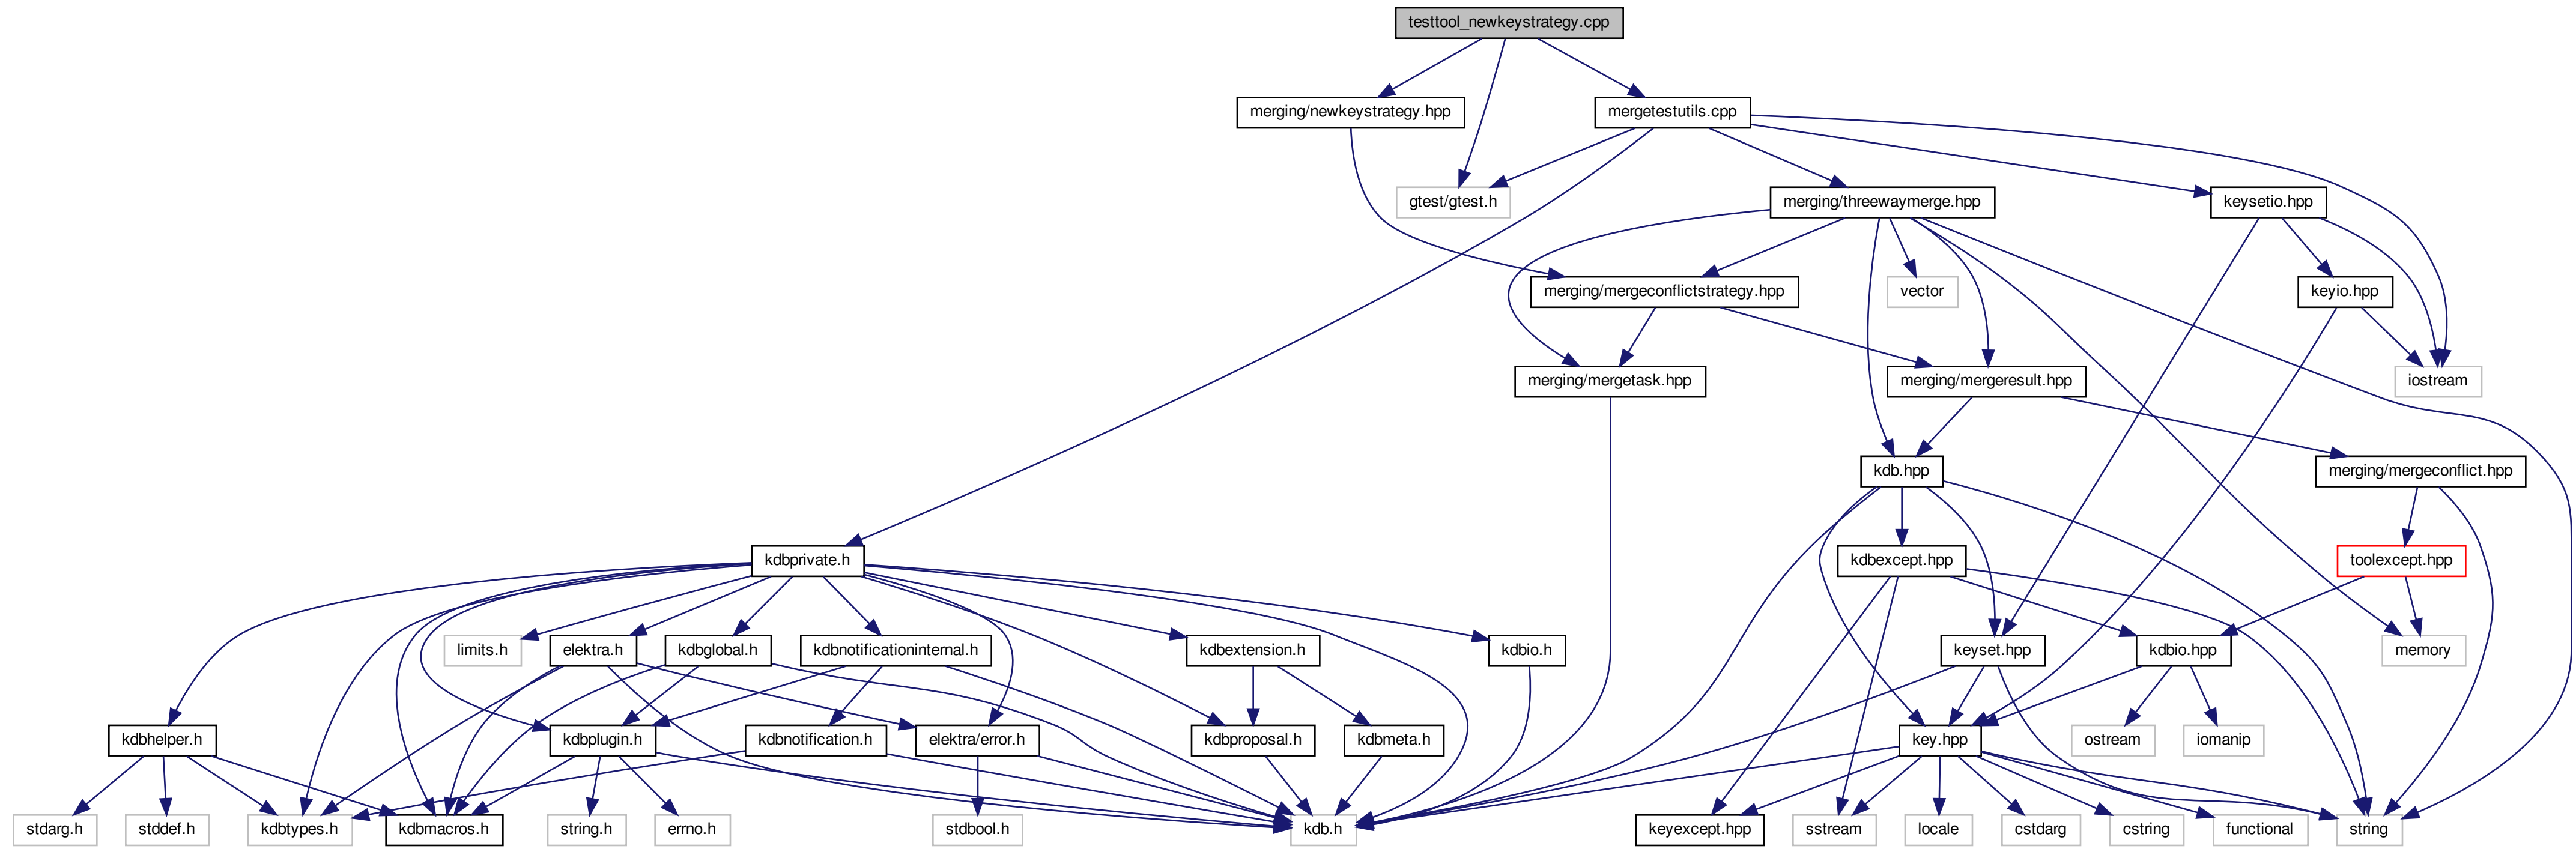 testtool_newkeystrategy.cpp
merging/newkeystrategy.hpp
mergetestutils.cpp
gtest/gtest.h
merging/threewaymerge.hpp
keysetio.hpp
merging/mergeconflictstrategy.hpp
vector
keyio.hpp
merging/mergetask.hpp
merging/mergeresult.hpp
iostream
kdb.hpp
merging/mergeconflict.hpp
kdbprivate.h
kdbexcept.hpp
toolexcept.hpp
limits.h
elektra.h
kdbglobal.h
kdbnotificationinternal.h
kdbextension.h
kdbio.h
keyset.hpp
kdbio.hpp
memory
kdbhelper.h
kdbplugin.h
kdbnotification.h
elektra/error.h
kdbproposal.h
kdbmeta.h
key.hpp
ostream
iomanip
stdarg.h
stddef.h
kdbtypes.h
kdbmacros.h
string.h
errno.h
stdbool.h
kdb.h
keyexcept.hpp
sstream
locale
cstdarg
cstring
functional
string